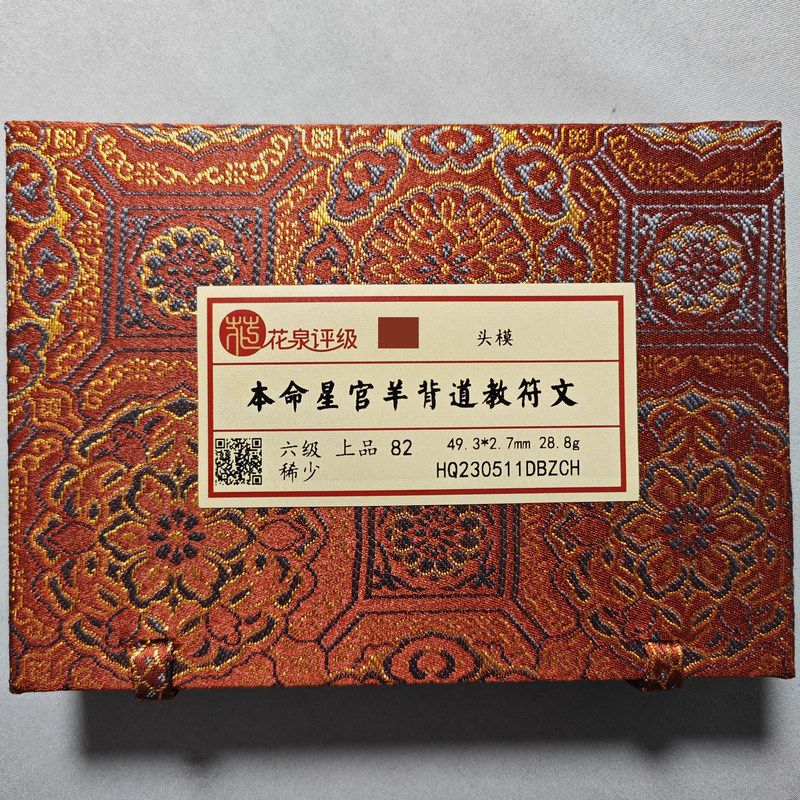 花泉评级 头模
本命星官羊背道教符文
六级 上品 82 49.3*2.7mm 28.8g
稀少 HQ230511DBZCH